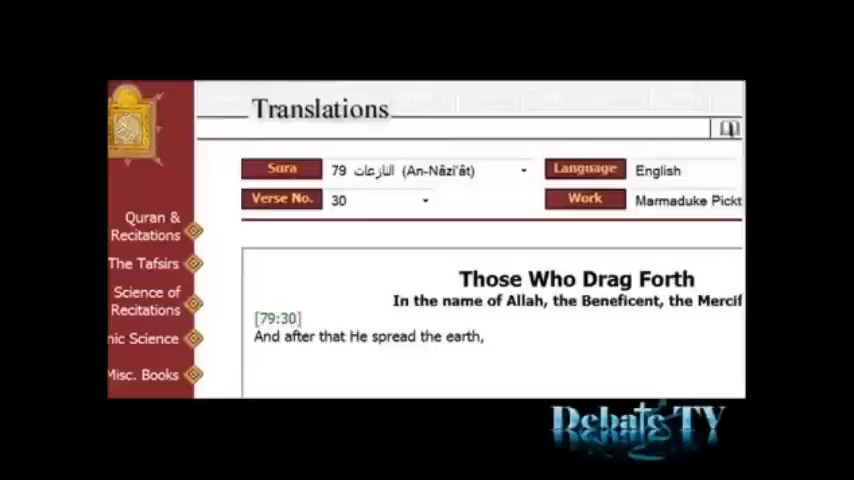 Translations
Sura 79 النازعات (An-Nâzi'ât) Language English
Verse No. 30 Work Marmaduke Pickt
Quran &
Recitations
The Tafsirs
Science of
Recitations
nic Science
Misc. Books
Those Who Drag Forth
In the name of Allah, the Beneficent, the Mercif
[79:30]
And after that He spread the earth,
Debate TV